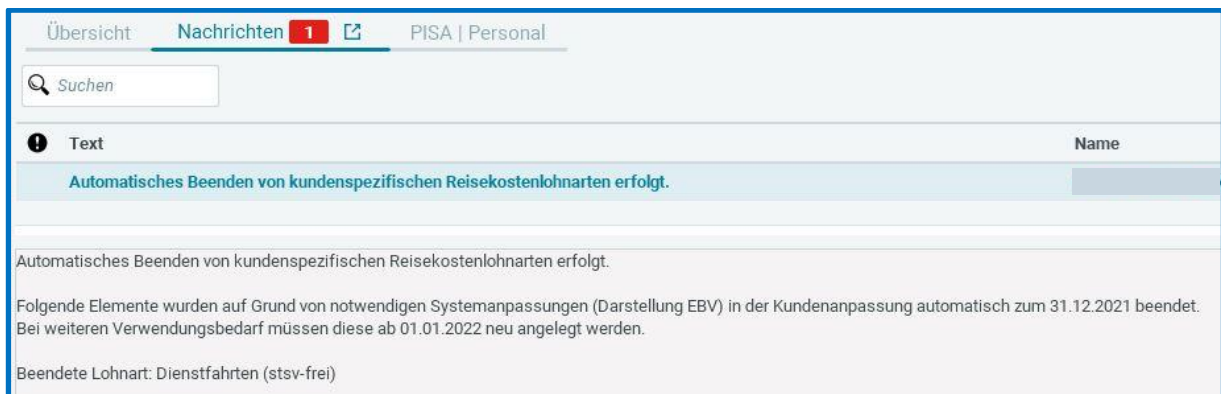 Übersicht Nachrichten 1 PISA | Personal
Suchen
Text Name
Automatisches Beenden von kundenspezifischen Reisekostenlohnarten erfolgt.
Automatisches Beenden von kundenspezifischen Reisekostenlohnarten erfolgt.
Folgende Elemente wurden auf Grund von notwendigen Systemanpassungen (Darstellung EBV) in der Kundenanpassung automatisch zum 31.12.2021 beendet.
Bei weiteren Verwendungsbedarf müssen diese ab 01.01.2022 neu angelegt werden.
Beendete Lohnart: Dienstfahrten (stsv-frei)